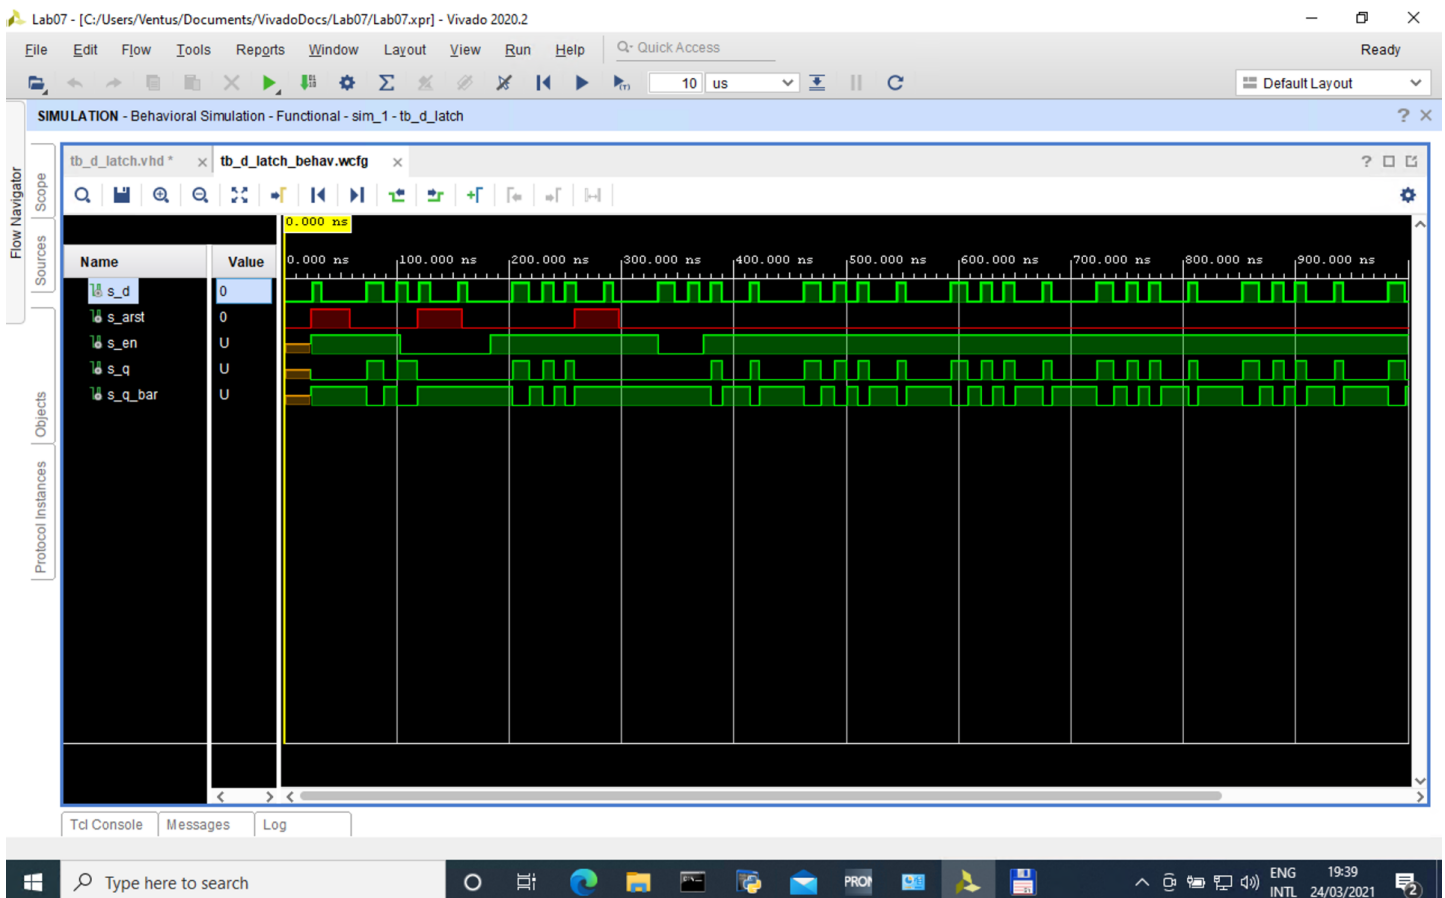 Lab07 - [C:/Users/Ventus/Documents/VivadoDocs/Lab07/Lab07.xpr] - Vivado 2020.2
File Edit Flow Tools Reports Window Layout View Run Help Quick Access Ready
10 us Default Layout
SIMULATION - Behavioral Simulation - Functional - sim_1 - tb_d_latch
Flow Navigator
Scope
Sources
Objects
Protocol Instances
tb_d_latch.vhd * tb_d_latch_behav.wcfg
0.000 ns
Name Value 0.000 ns 100.000 ns 200.000 ns 300.000 ns 400.000 ns 500.000 ns 600.000 ns 700.000 ns 800.000 ns 900.000 ns
s_d 0
s_arst 0
s_en U
s_q U
s_q_bar U
Tcl Console Messages Log
Type here to search
PRON
ENG 19:39
INTL 24/03/2021
2